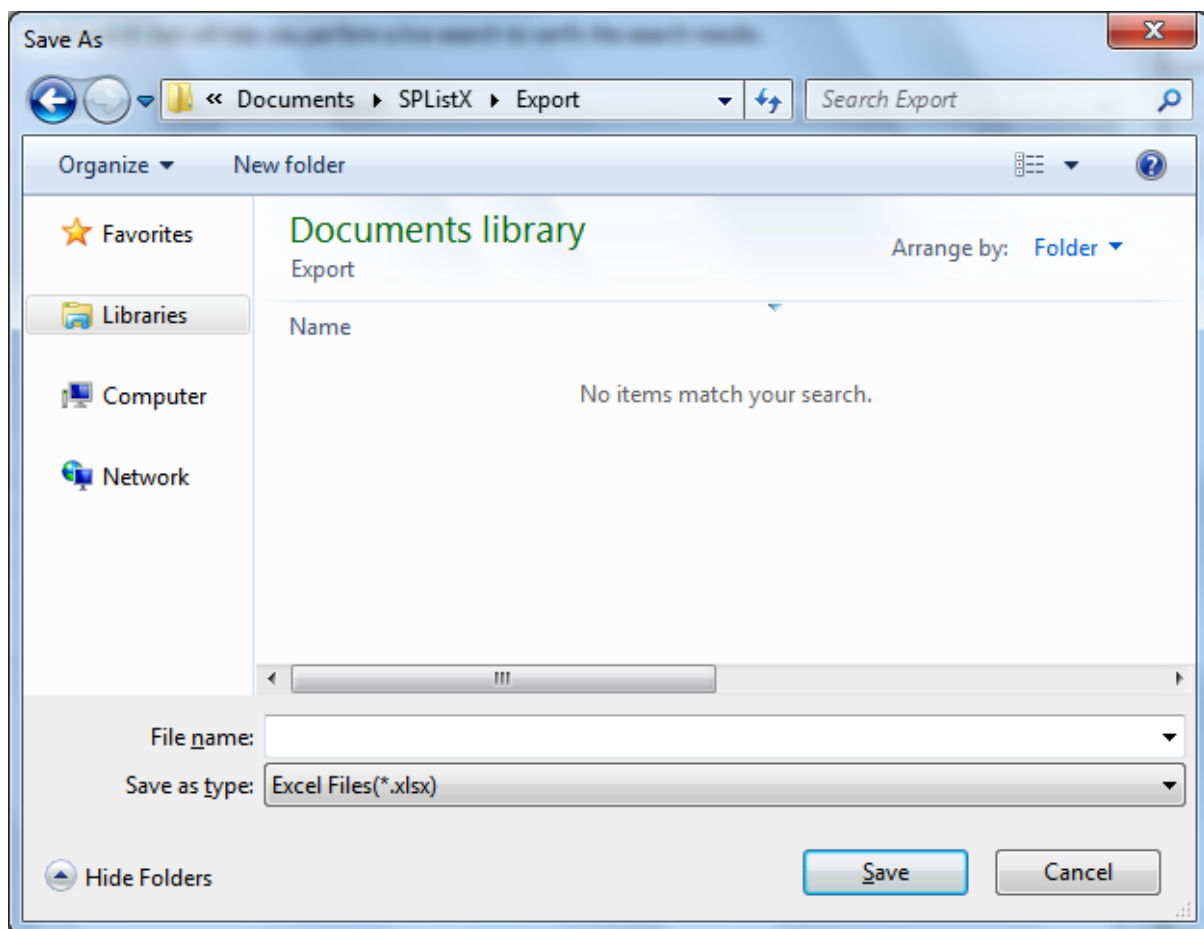 Save As
« Documents ▸ SPListX ▸ Export
Search Export
Organize
New folder
Favorites
Libraries
Computer
Network
Documents library
Export
Arrange by: Folder
Name
No items match your search.
File name:
Save as type: Excel Files(*.xlsx)
Hide Folders
Save
Cancel